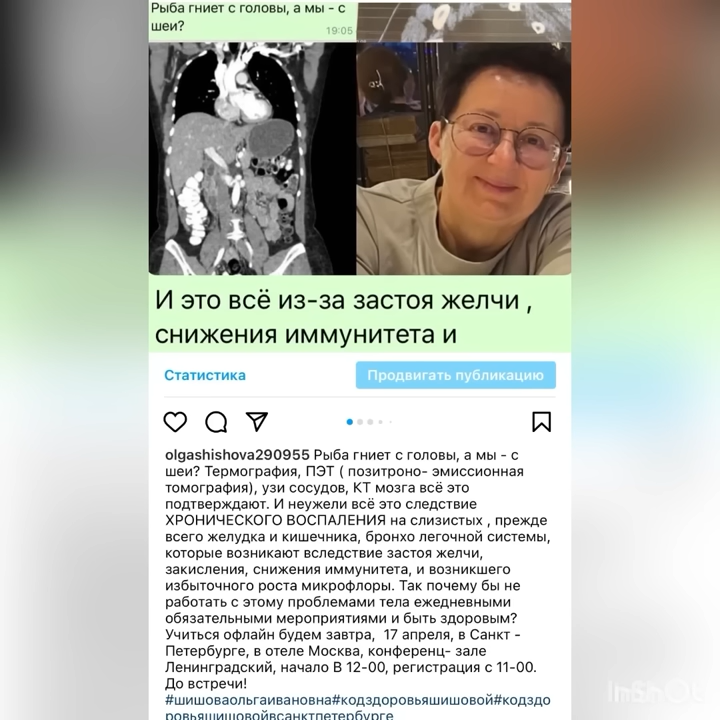 Рыба гниет с головы, а мы - с
шеи?
19:05
И это всё из-за застоя желчи ,
снижения иммунитета и
Статистика
Продвигать публикацию
olgashishova290955 Рыба гниет с головы, а мы - с
шеи? Термография, ПЭТ ( позитроно- эмиссионная
томография), узи сосудов, КТ мозга всё это
подтверждают. И неужели всё это следствие
ХРОНИЧЕСКОГО ВОСПАЛЕНИЯ на слизистых , прежде
всего желудка и кишечника, бронхо легочной системы,
которые возникают вследствие застоя желчи,
закисления, снижения иммунитета, и возникшего
избыточного роста микрофлоры. Так почему бы не
работать с этому проблемами тела ежедневными
обязательными мероприятиями и быть здоровым?
Учиться офлайн будем завтра, 17 апреля, в Санкт -
Петербурге, в отеле Москва, конференц- зале
Ленинградский, начало В 12-00, регистрация с 11-00.
До встречи!
#шишоваольгаивановна#кодздоровьяшишовой#кодздо
ровьяшишовойвсанктпетербурге
InShOt